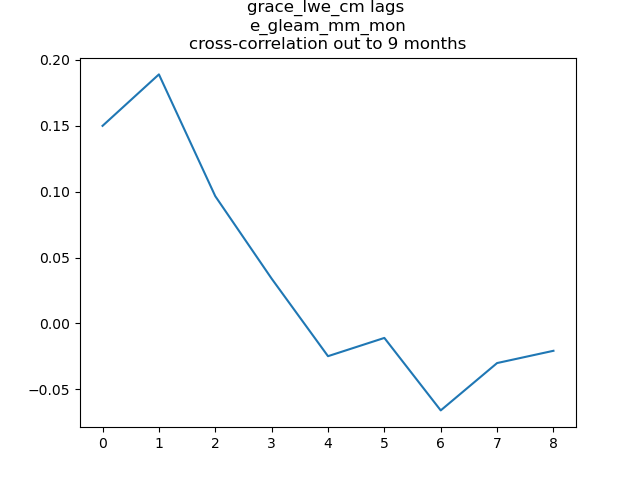 grace_lwe_cm lags
e_gleam_mm_mon
cross-correlation out to 9 months
0.20
0.15
0.10
0.05
0.00
−0.05
0 1 2 3 4 5 6 7 8